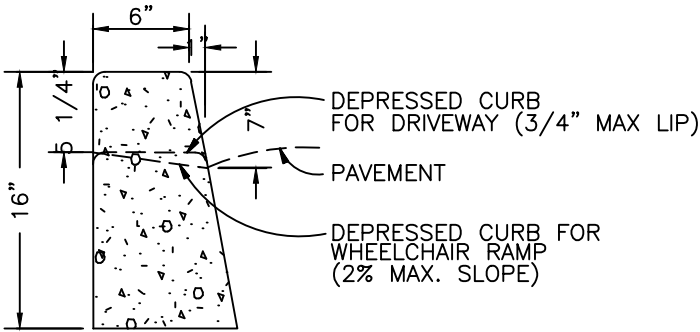 6”
1”
5 1/4”
7”
16”
DEPRESSED CURB
FOR DRIVEWAY (3/4” MAX LIP)
PAVEMENT
DEPRESSED CURB FOR
WHEELCHAIR RAMP
(2% MAX. SLOPE)